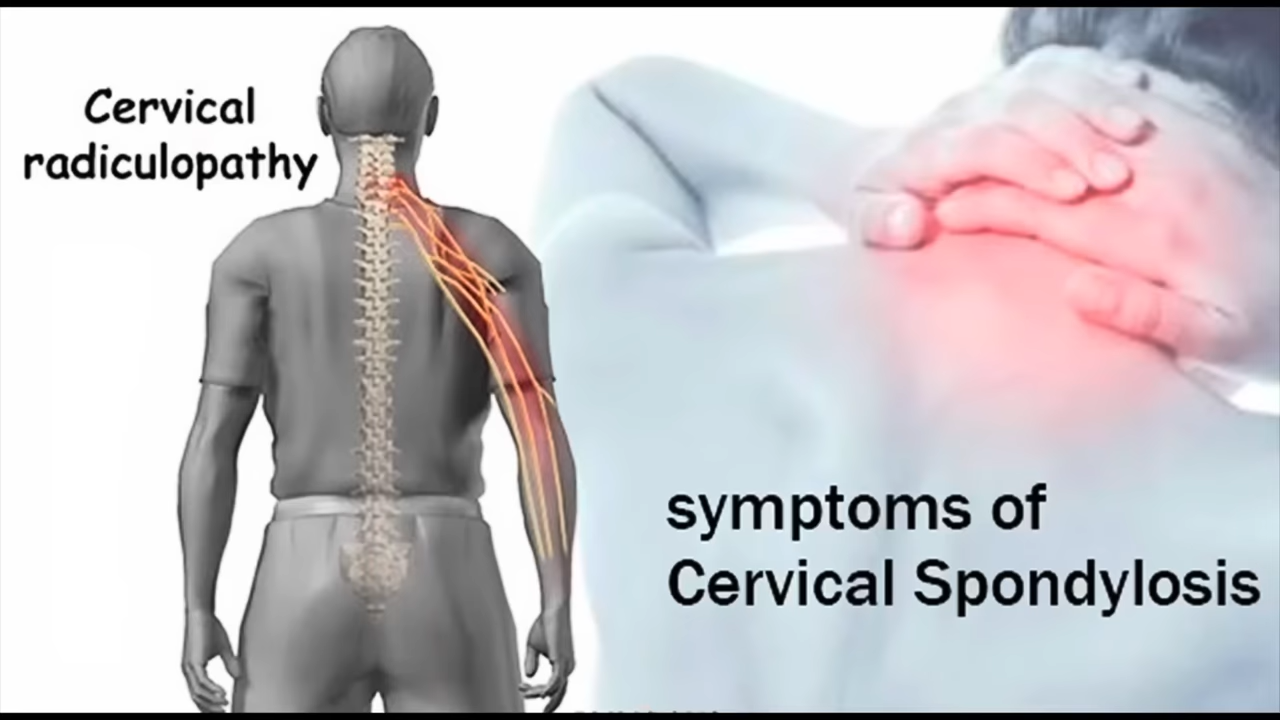 Cervical
radiculopathy
symptoms of
Cervical Spondylosis